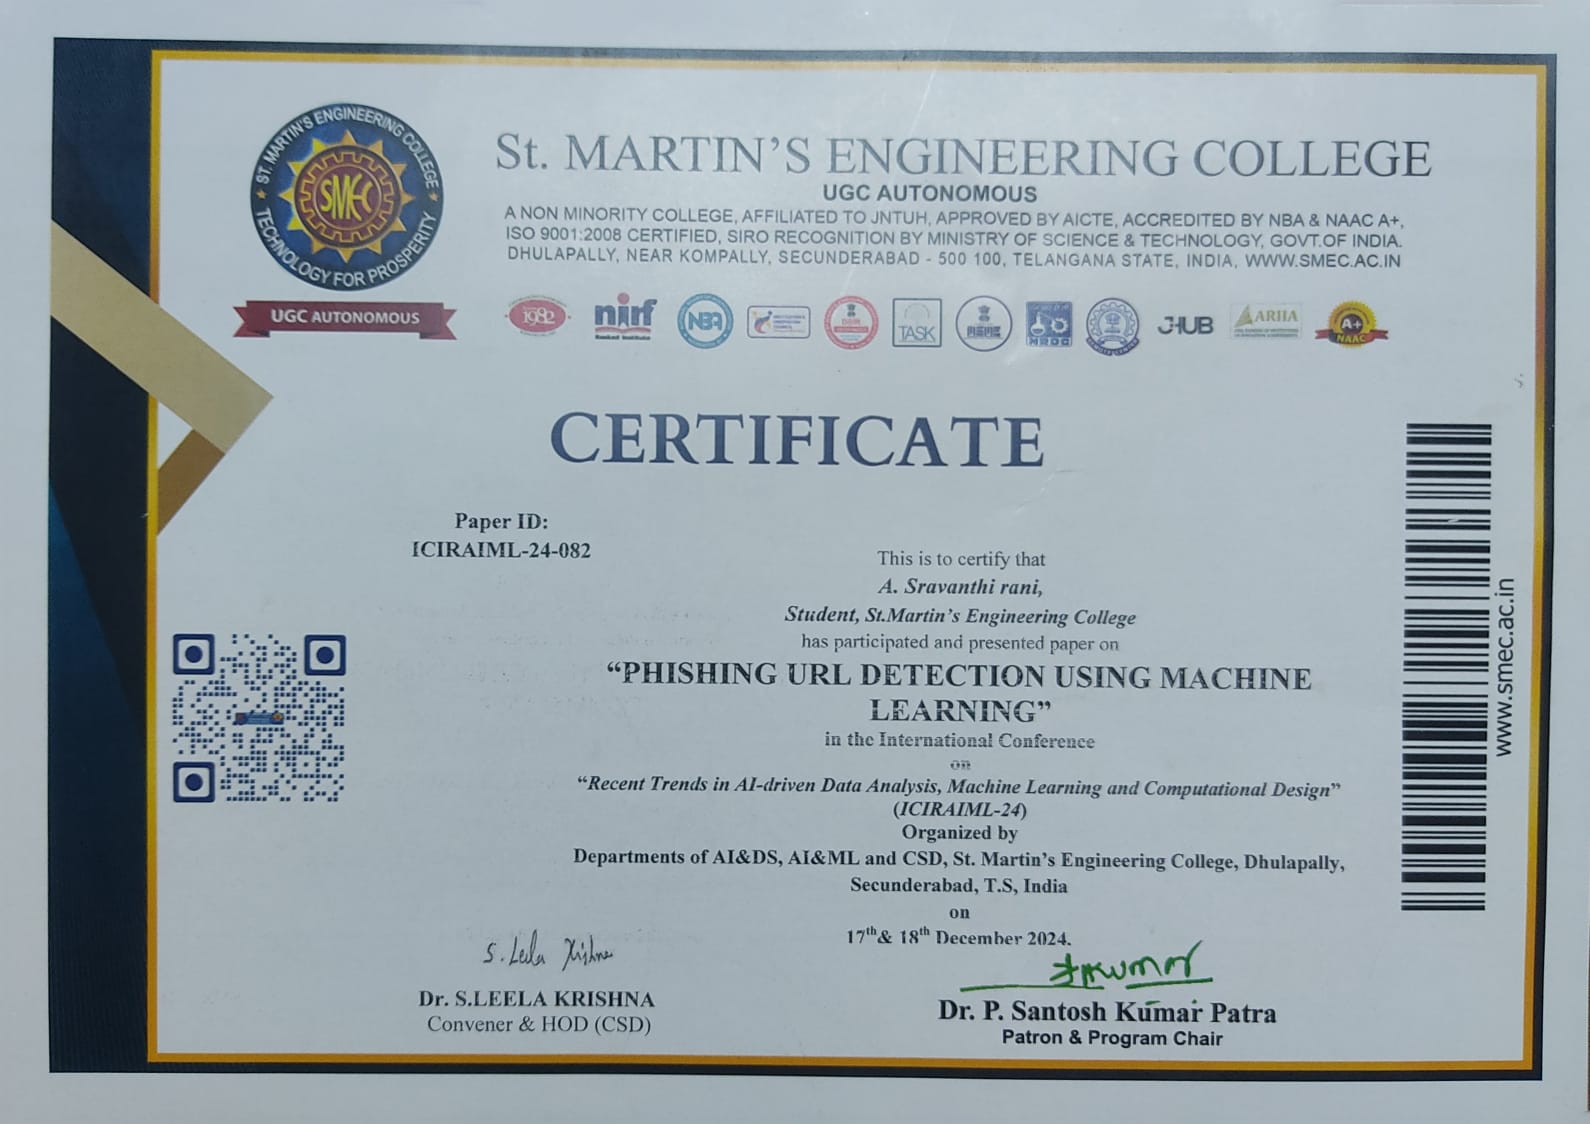 ST. MARTIN'S ENGINEERING COLLEGE
SMEC
TECHNOLOGY FOR PROSPERITY
UGC AUTONOMOUS
St. MARTIN'S ENGINEERING COLLEGE
UGC AUTONOMOUS
A NON MINORITY COLLEGE, AFFILIATED TO JNTUH, APPROVED BY AICTE, ACCREDITED BY NBA & NAAC A+,
ISO 9001:2008 CERTIFIED, SIRO RECOGNITION BY MINISTRY OF SCIENCE & TECHNOLOGY, GOVT.OF INDIA.
DHULAPALLY, NEAR KOMPALLY, SECUNDERABAD - 500 100, TELANGANA STATE, INDIA, WWW.SMEC.AC.IN
1982
nirf
NBA
TASK
MSME
NRDC
J-HUB
ARIIA
A+
NAAC
CERTIFICATE
Paper ID:
ICIRAIML-24-082
This is to certify that
A. Sravanthi rani,
Student, St.Martin's Engineering College
has participated and presented paper on
“PHISHING URL DETECTION USING MACHINE
LEARNING”
in the International Conference
on
“Recent Trends in AI-driven Data Analysis, Machine Learning and Computational Design”
(ICIRAIML-24)
Organized by
Departments of AI&DS, AI&ML and CSD, St. Martin's Engineering College, Dhulapally,
Secunderabad, T.S, India
on
17th& 18th December 2024.
www.smec.ac.in
S. Leela Krishna
Dr. S.LEELA KRISHNA
Convener & HOD (CSD)
Dr. P. Santosh Kumar Patra
Patron & Program Chair